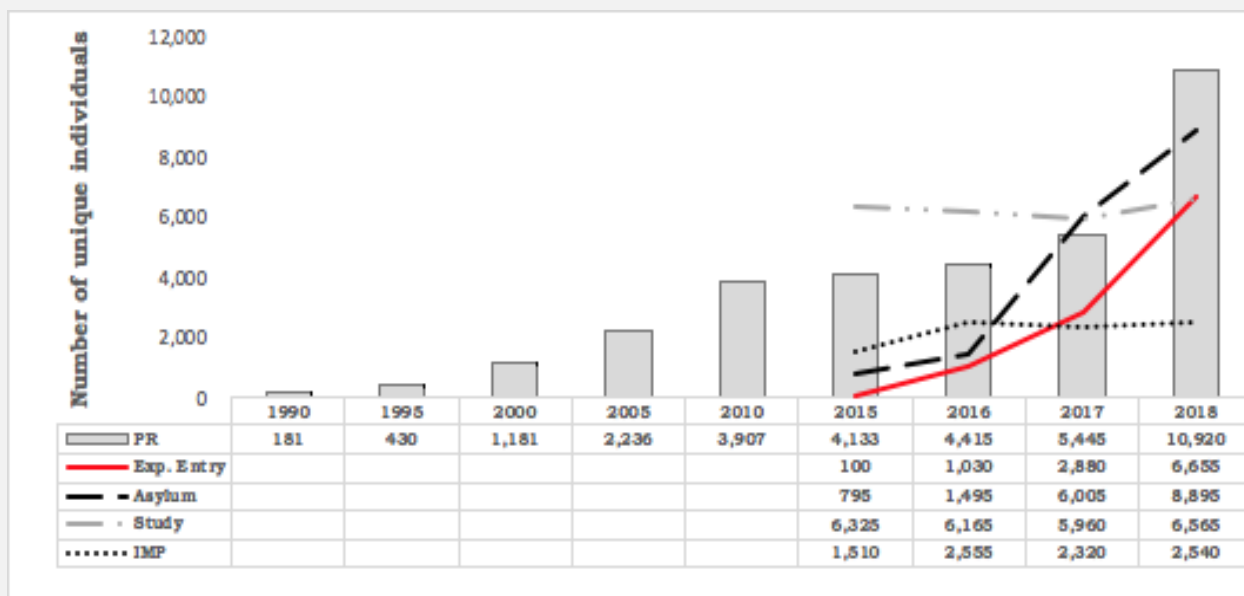 Number of unique individuals
12,000
10,000
8,000
6,000
4,000
2,000
0
1990 1995 2000 2005 2010 2015 2016 2017 2018
PR 181 430 1,181 2,236 3,907 4,133 4,415 5,445 10,920
Exp. Entry 100 1,030 2,880 6,655
Asylum 795 1,495 6,005 8,895
Study 6,325 6,165 5,960 6,565
IMP 1,510 2,555 2,320 2,540